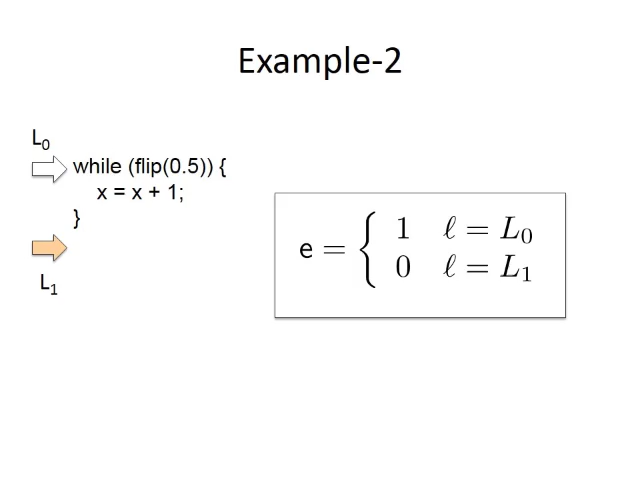 Example-2
L₀
while (flip(0.5)) {
x = x + 1;
}
L₁
e = { 1 ℓ = L₀
0 ℓ = L₁